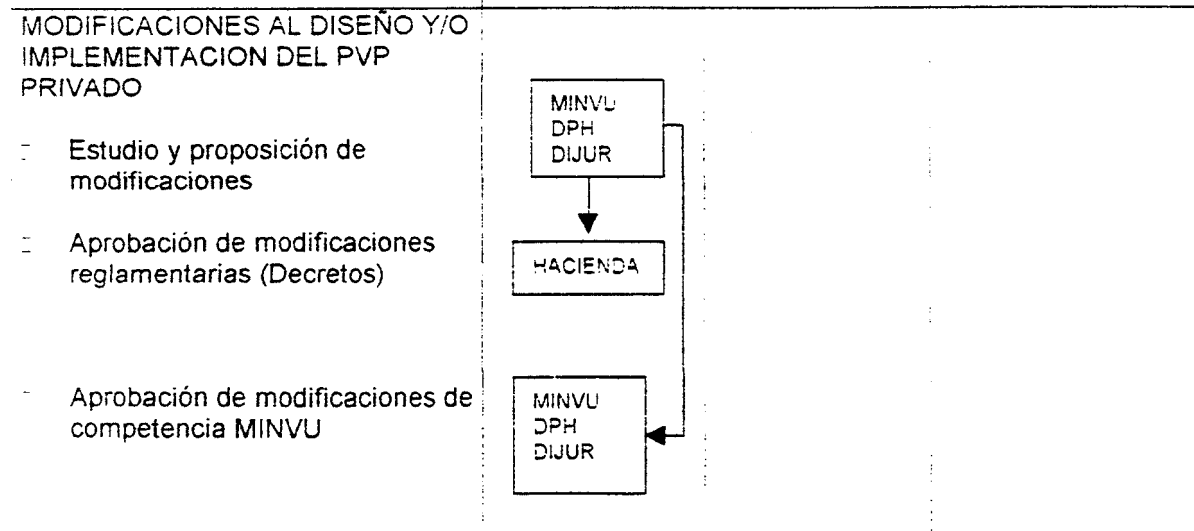 MODIFICACIONES AL DISEÑO Y/O
IMPLEMENTACION DEL PVP
PRIVADO
Estudio y proposición de
modificaciones
Aprobación de modificaciones
reglamentarias (Decretos)
Aprobación de modificaciones de
competencia MINVU
MINVU
DPH
DIJUR
HACIENDA
MINVU
DPH
DIJUR